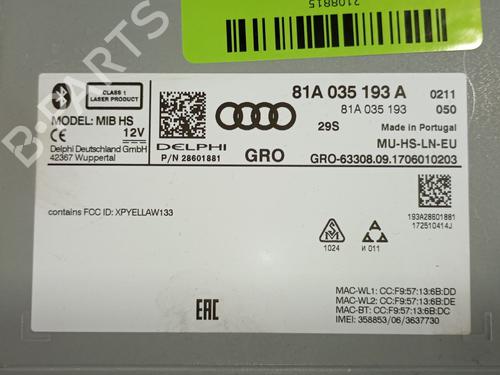 2108815
B-PARTS
CLASS 1
LASER PRODUCT
MODEL: MIB HS
CE 12V
Delphi Deutschland GmbH
42367 Wuppertal
DELPHI
P/N 28601881
81A 035 193 A 0211
81A 035 193 050
29S Made in Portugal
MU-HS-LN-EU
GRO GRO-63308.09.1706010203
contains FCC ID: XPYELLAW133
193A28601881
172510414J
1024
И 011
EAC
MAC-WL1: CC:F9:57:13:6B:DD
MAC-WL2: CC:F9:57:13:6B:DE
MAC-BT: CC:F9:57:13:6B:DC
IMEI: 358853/06/3637730